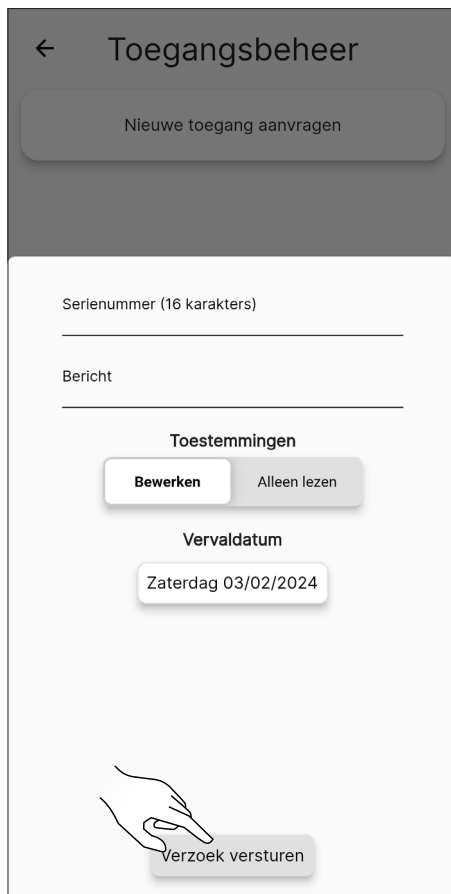 Toegangsbeheer
Nieuwe toegang aanvragen
Serienummer (16 karakters)
Bericht
Toestemmingen
Bewerken Alleen lezen
Vervaldatum
Zaterdag 03/02/2024
Verzoek versturen